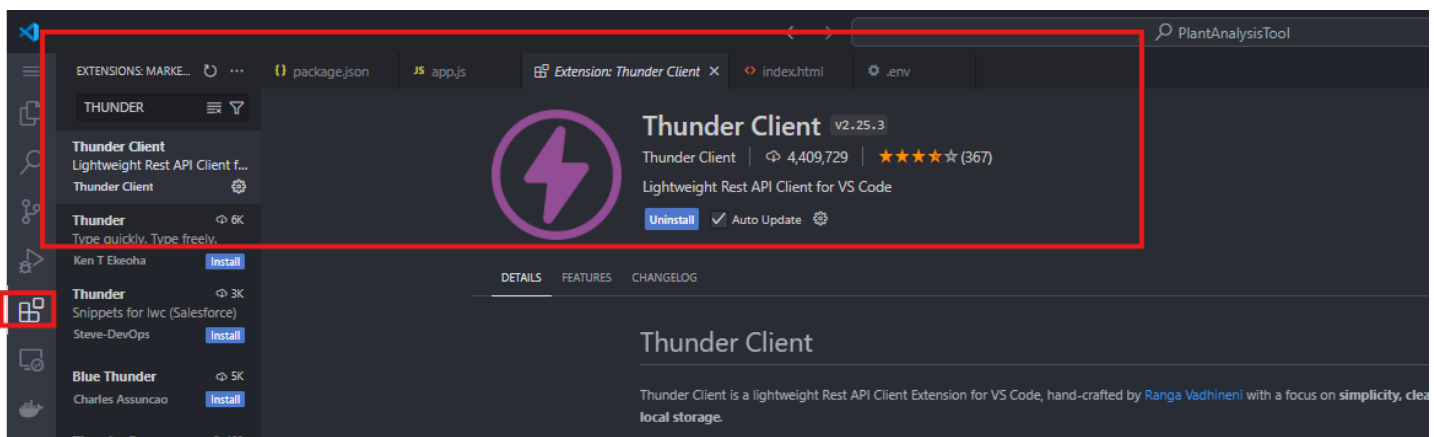 PlantAnalysisTool
EXTENSIONS: MARKE...
{} package.json
JS app.js
Extension: Thunder Client
<> index.html
.env
THUNDER
Thunder Client
Lightweight Rest API Client f...
Thunder Client
Thunder 6K
Type quickly. Type freely.
Ken T Ekeoha Install
Thunder 3K
Snippets for lwc (Salesforce)
Steve-DevOps Install
Blue Thunder 5K
Charles Assuncao Install
Thunder Client v2.25.3
Thunder Client 4,409,729 (367)
Lightweight Rest API Client for VS Code
Uninstall Auto Update
DETAILS FEATURES CHANGELOG
Thunder Client
Thunder Client is a lightweight Rest API Client Extension for VS Code, hand-crafted by Ranga Vadhineni with a focus on simplicity, clea
local storage.